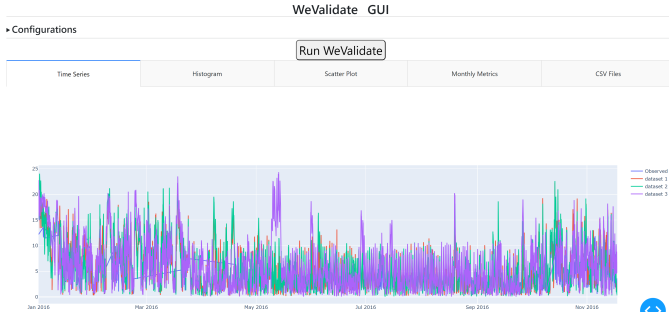 WeValidate GUI
▸Configurations
Run WeValidate
Time Series
Histogram
Scatter Plot
Monthly Metrics
CSV Files
25
20
15
10
5
0
Jan 2016
Mar 2016
May 2016
Jul 2016
Sep 2016
Nov 2016
Observed
dataset 1
dataset 2
dataset 3